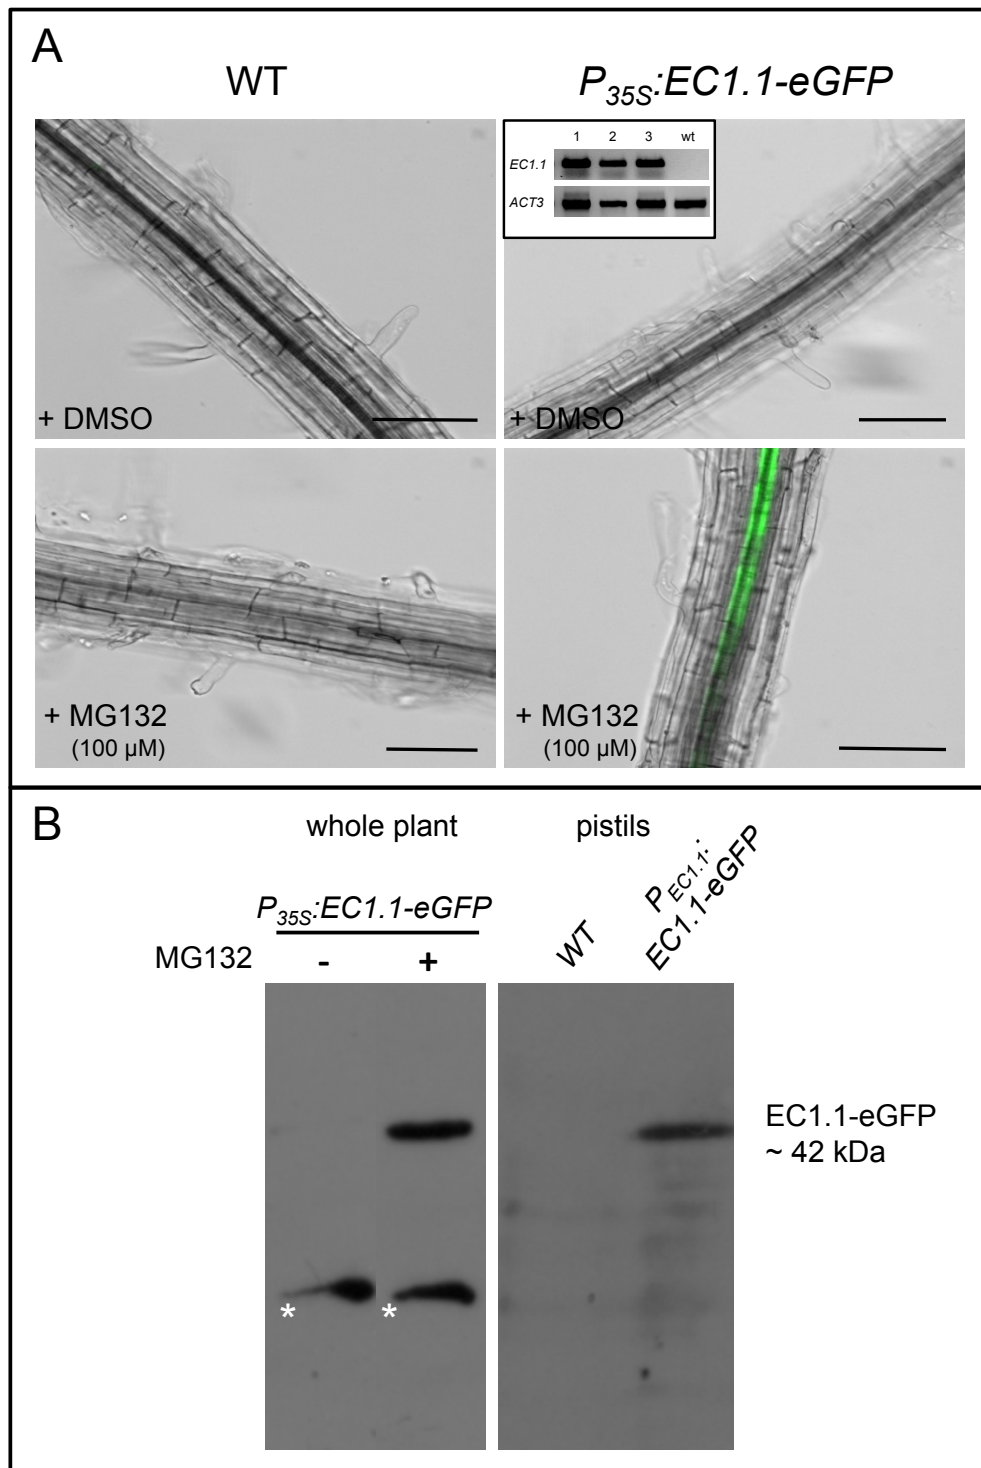 A
WT
P35S:EC1.1-eGFP
1 2 3 wt
EC1.1
ACT3
+ DMSO
+ DMSO
+ MG132
(100 µM)
+ MG132
(100 µM)
B
whole plant
pistils
P35S:EC1.1-eGFP
WT
PEC1.1:
EC1.1-eGFP
MG132 - +
EC1.1-eGFP
~ 42 kDa
* *